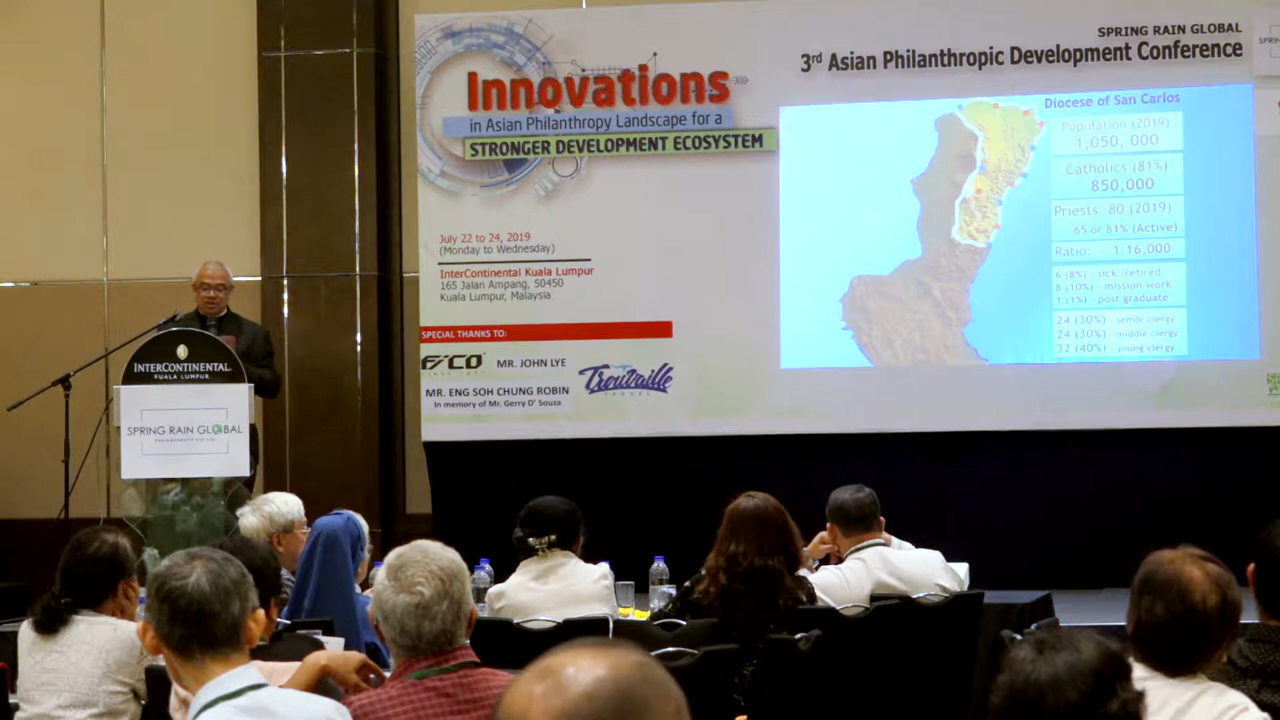 Innovations
in Asian Philanthropy Landscape for a
STRONGER DEVELOPMENT ECOSYSTEM
July 22 to 24, 2019
(Monday to Wednesday)
InterContinental Kuala Lumpur
165 Jalan Ampang, 50450
Kuala Lumpur, Malaysia
SPECIAL THANKS TO:
MR. JOHN LYE
MR. ENG SOH CHUNG ROBIN
In memory of Mr. Gerry D' Souza
Trouvaille
TRAVEL
SPRING RAIN GLOBAL
3rd Asian Philanthropic Development Conference
Diocese of San Carlos
Population (2019)
1,050, 000
Catholics (81%)
850,000
Priests: 80 (2019)
65 or 81% (Active)
Ratio: 1:16,000
6 (8%) - sick /retired
8 (10%) - mission work
1 (1%) - post graduate
24 (30%) - senior clergy
24 (30%) - middle clergy
32 (40%) - young clergy
INTERCONTINENTAL
KUALA LUMPUR
SPRING RAIN GLOBAL